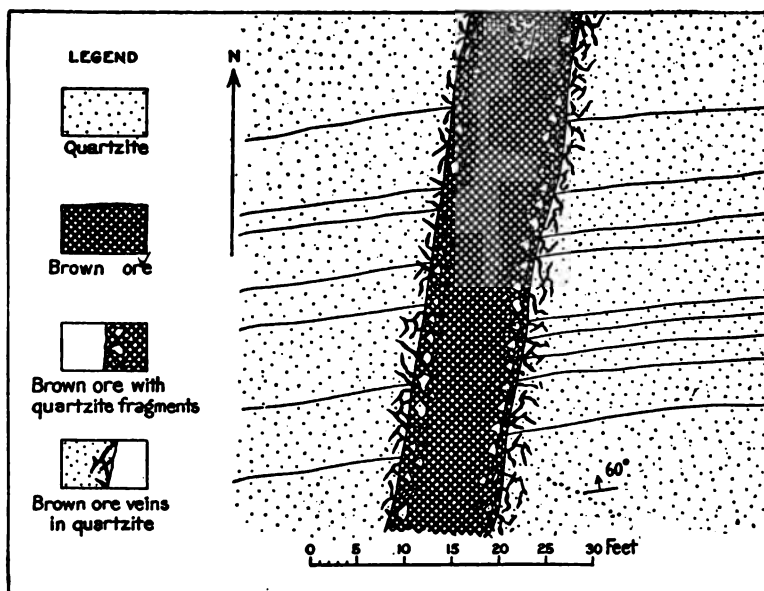 LEGEND
N
Quartzite
Brown ore
Brown ore with
quartzite fragments
Brown ore veins
in quartzite
60°
0 5 10 15 20 25 30 Feet